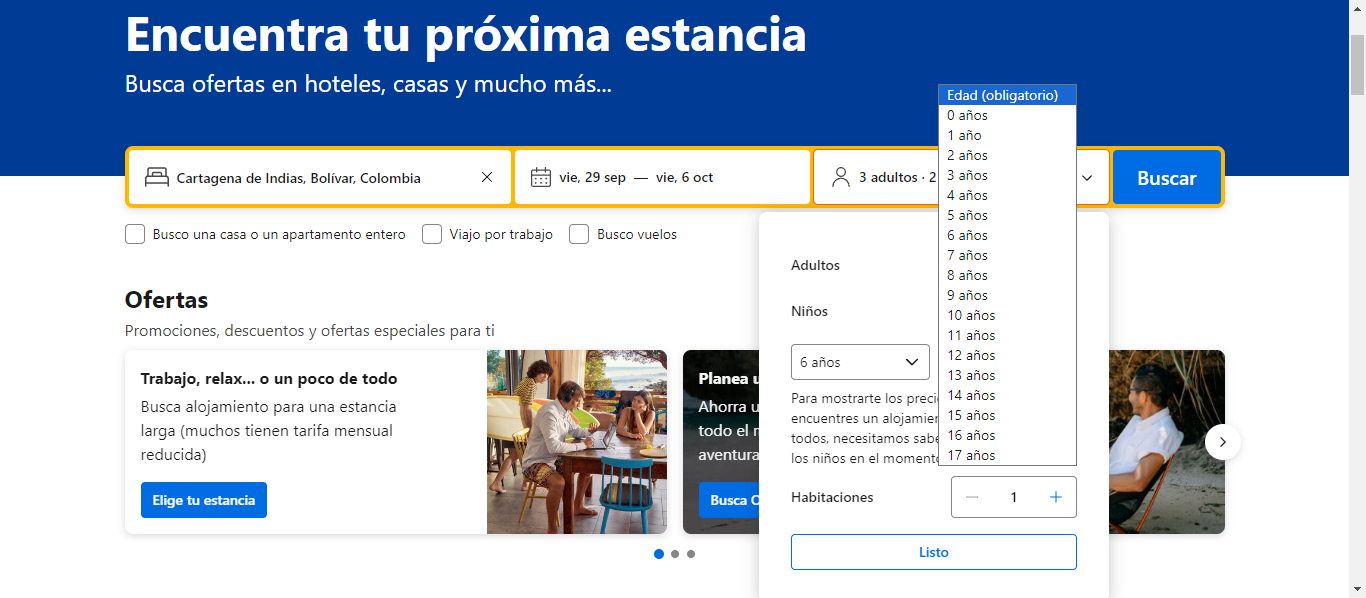 Encuentra tu próxima estancia
Busca ofertas en hoteles, casas y mucho más...
Cartagena de Indias, Bolívar, Colombia
vie, 29 sep — vie, 6 oct
3 adultos · 2
Buscar
Edad (obligatorio)
0 años
1 año
2 años
3 años
4 años
5 años
6 años
7 años
8 años
9 años
10 años
11 años
12 años
13 años
14 años
15 años
16 años
17 años
Busco una casa o un apartamento entero
Viajo por trabajo
Busco vuelos
Adultos
Niños
6 años
Para mostrarte los
encuentres un
todos, necesitamos
los niños en el
Habitaciones
1
Listo
Ofertas
Promociones, descuentos y ofertas especiales para ti
Trabajo, relax... o un poco de todo
Busca alojamiento para una estancia
larga (muchos tienen tarifa mensual
reducida)
Elige tu estancia
Planea
Ahorra
todo el
Busca